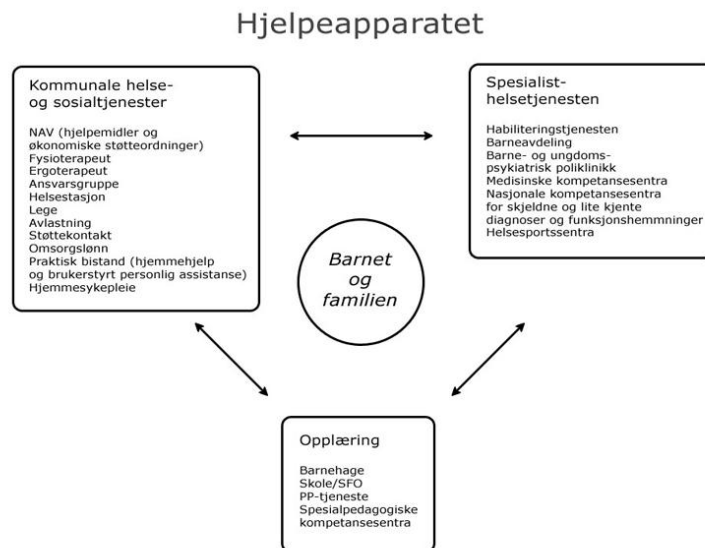 Hjelpeapparatet
Kommunale helse-
og sosialtjenester
NAV (hjelpemidler og
økonomiske støtteordninger)
Fysioterapeut
Ergoterapeut
Ansvarsgruppe
Helsestasjon
Lege
Avlastning
Støttekontakt
Omsorgslønn
Praktisk bistand (hjemmehjelp
og brukerstyrt personlig assistanse)
Hjemmesykepleie
Spesialist-
helsetjenesten
Habiliteringstjenesten
Barneavdeling
Barne- og ungdoms-
psykiatrisk poliklinikk
Medisinske kompetansesentra
Nasjonale kompetansesentra
for skjeldne og lite kjente
diagnoser og funksjonshemmninger
Helsesportssentra
Barnet
og
familien
Opplæring
Barnehage
Skole/SFO
PP-tjeneste
Spesialpedagogiske
kompetansesentra